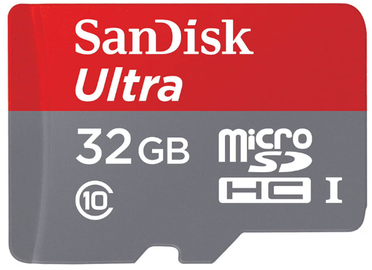 SanDisk
Ultra
32GB
micro
SD
HC I
10